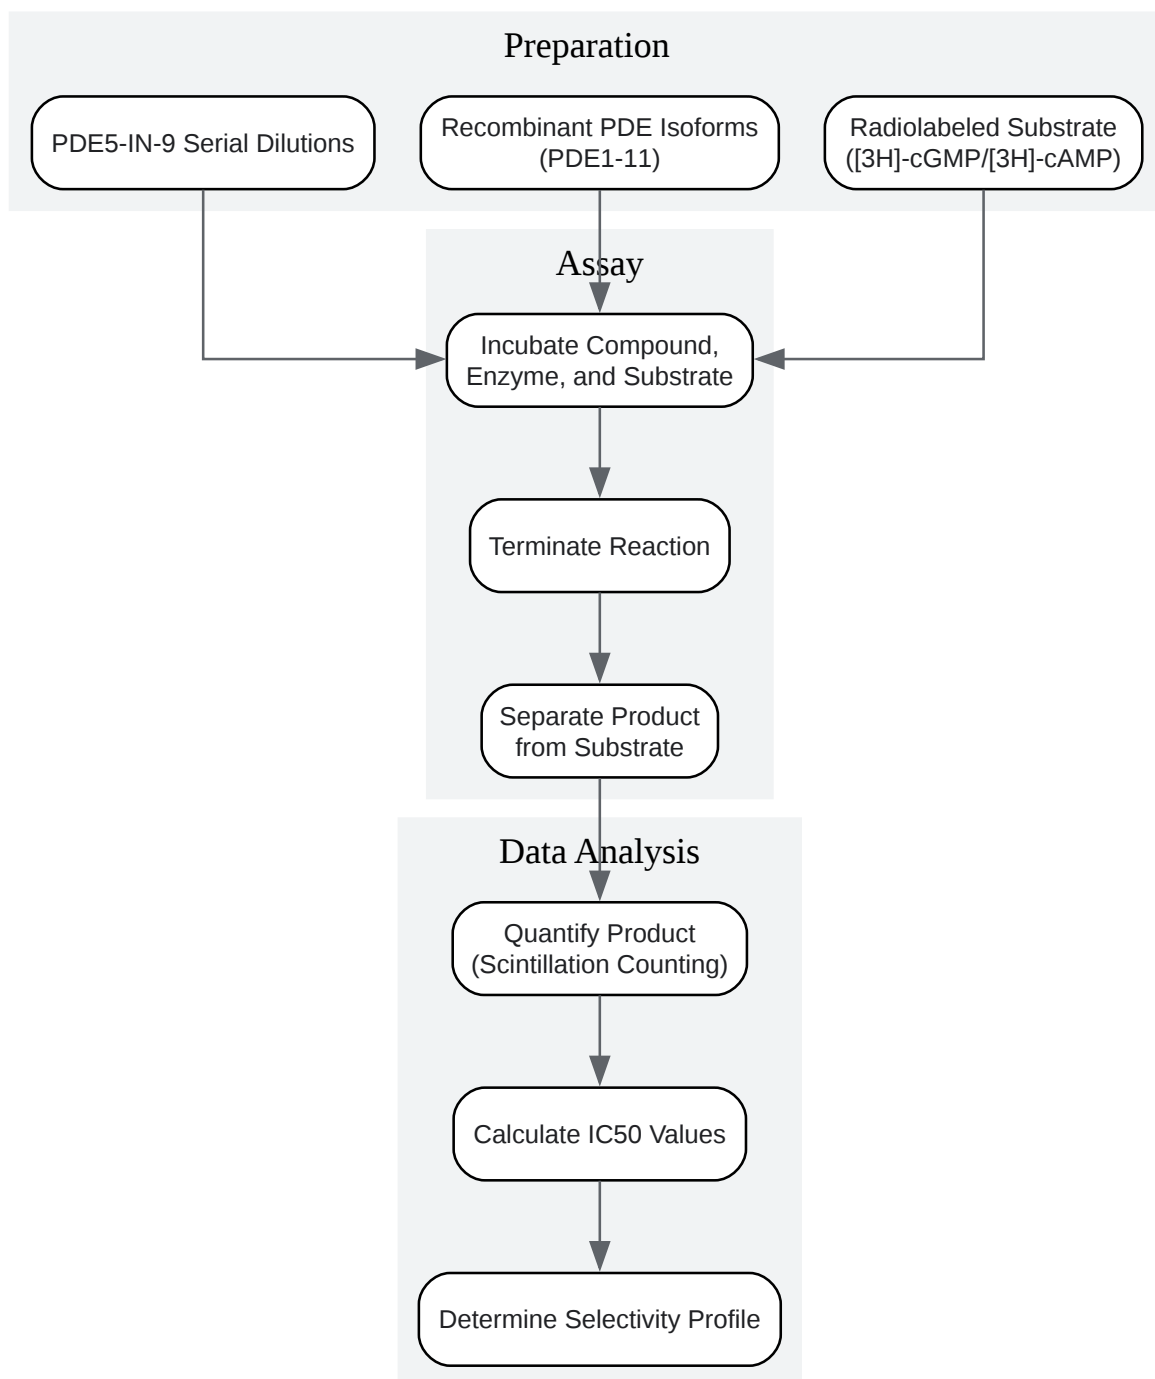 Preparation
PDE5-IN-9 Serial Dilutions
Recombinant PDE Isoforms
(PDE1-11)
Radiolabeled Substrate
([3H]-cGMP/[3H]-cAMP)
Assay
Incubate Compound,
Enzyme, and Substrate
Terminate Reaction
Separate Product
from Substrate
Data Analysis
Quantify Product
(Scintillation Counting)
Calculate IC50 Values
Determine Selectivity Profile